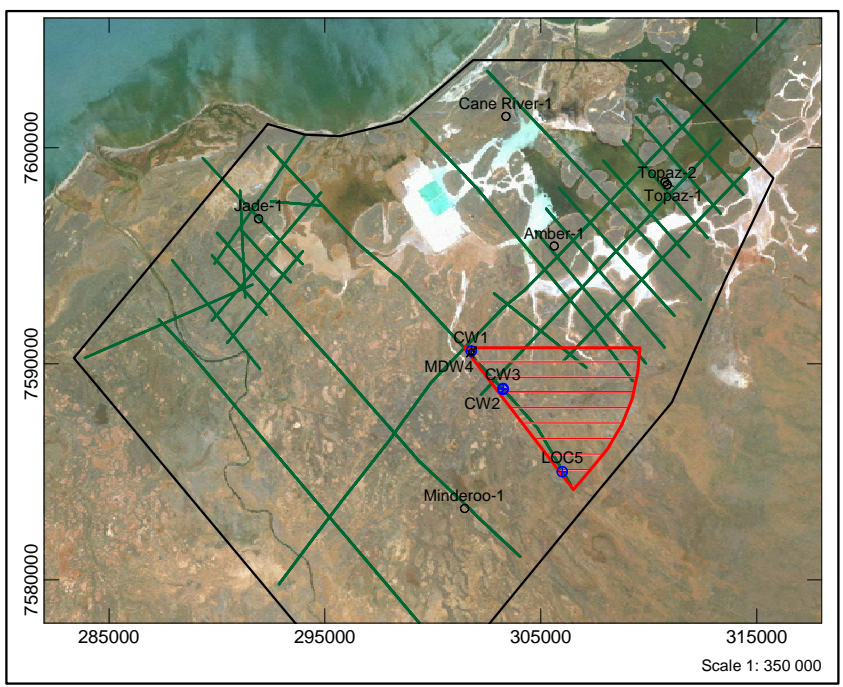 Cane River-1
7600000
Topaz-2
Topaz-1
Jade-1
Amber-1
CW1
7590000
MDW4
CW3
CW2
LOC5
Minderoo-1
7580000
285000
295000
305000
315000
Scale 1: 350 000